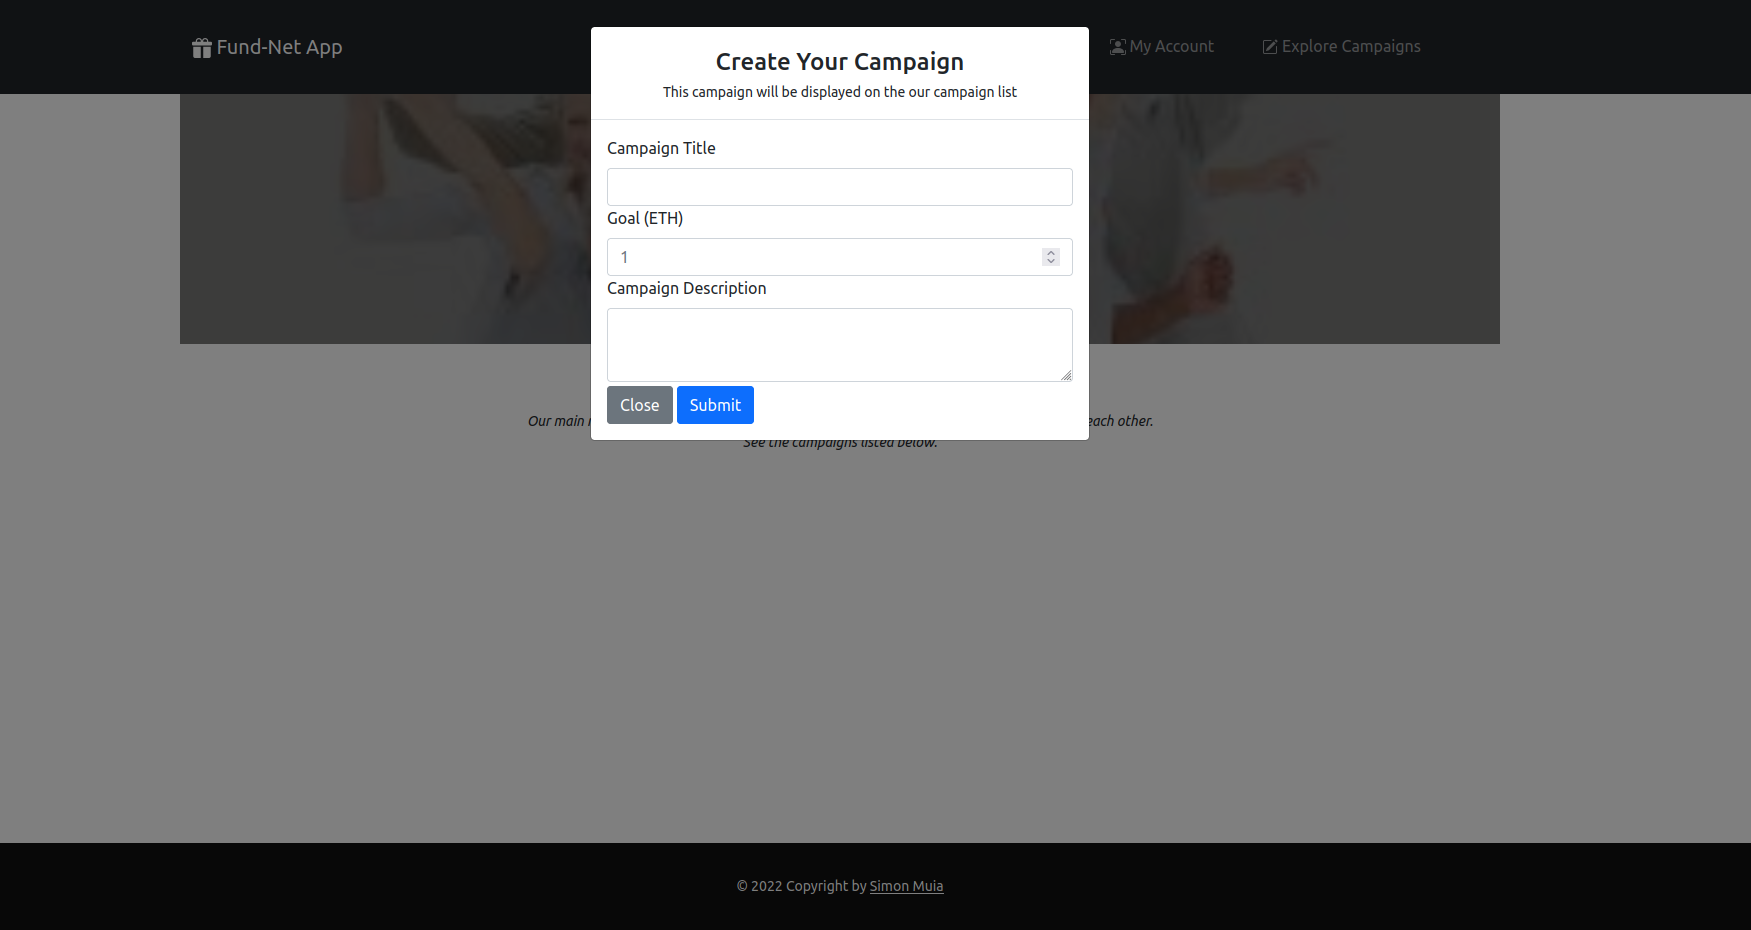 Fund-Net App
My Account
Explore Campaigns
Create Your Campaign
This campaign will be displayed on the our campaign list
Campaign Title
Goal (ETH)
1
Campaign Description
Close Submit
Our main
each other.
See the campaigns listed below.
© 2022 Copyright by Simon Muia